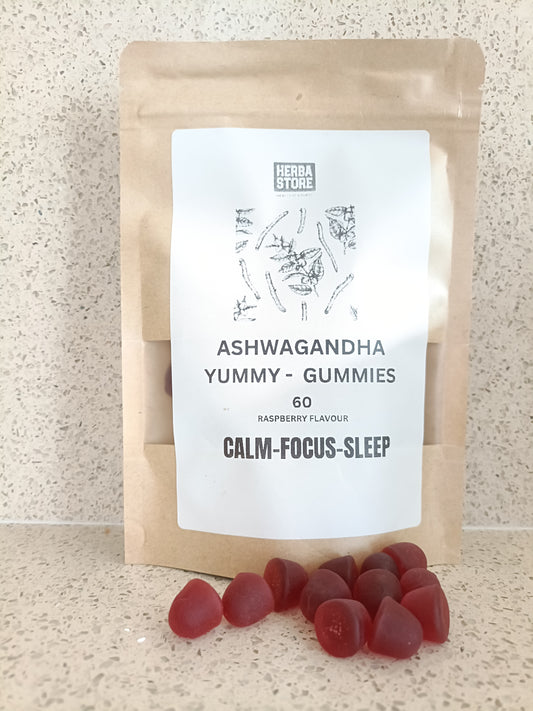 HERBA
STORE
ASHWAGANDHA
YUMMY - GUMMIES
60
RASPBERRY FLAVOUR
CALM-FOCUS-SLEEP